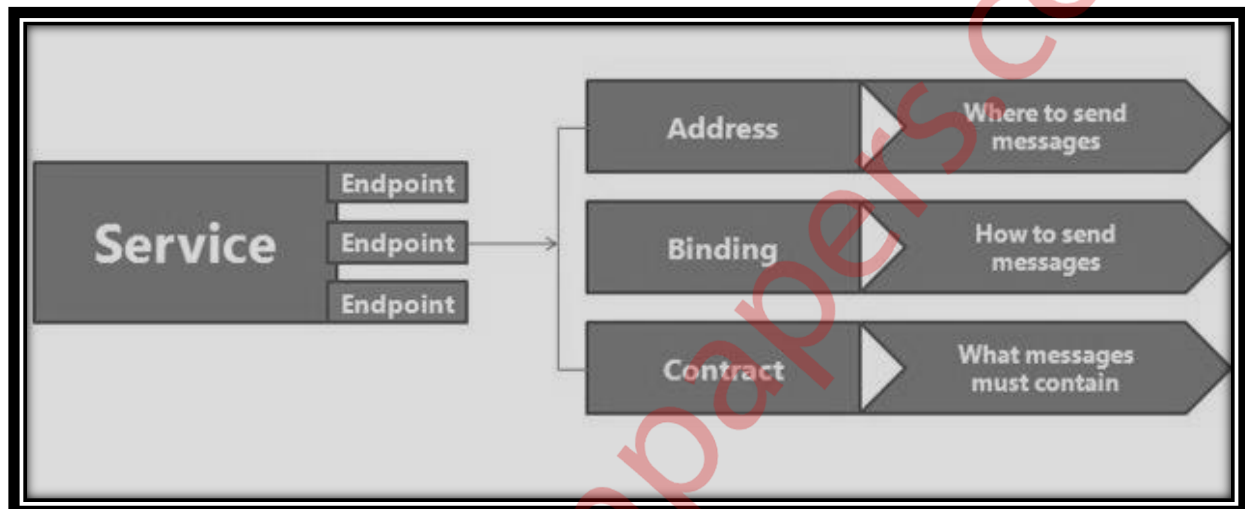 Service
Endpoint
Endpoint
Endpoint
Address
Where to send
messages
Binding
How to send
messages
Contract
What messages
must contain